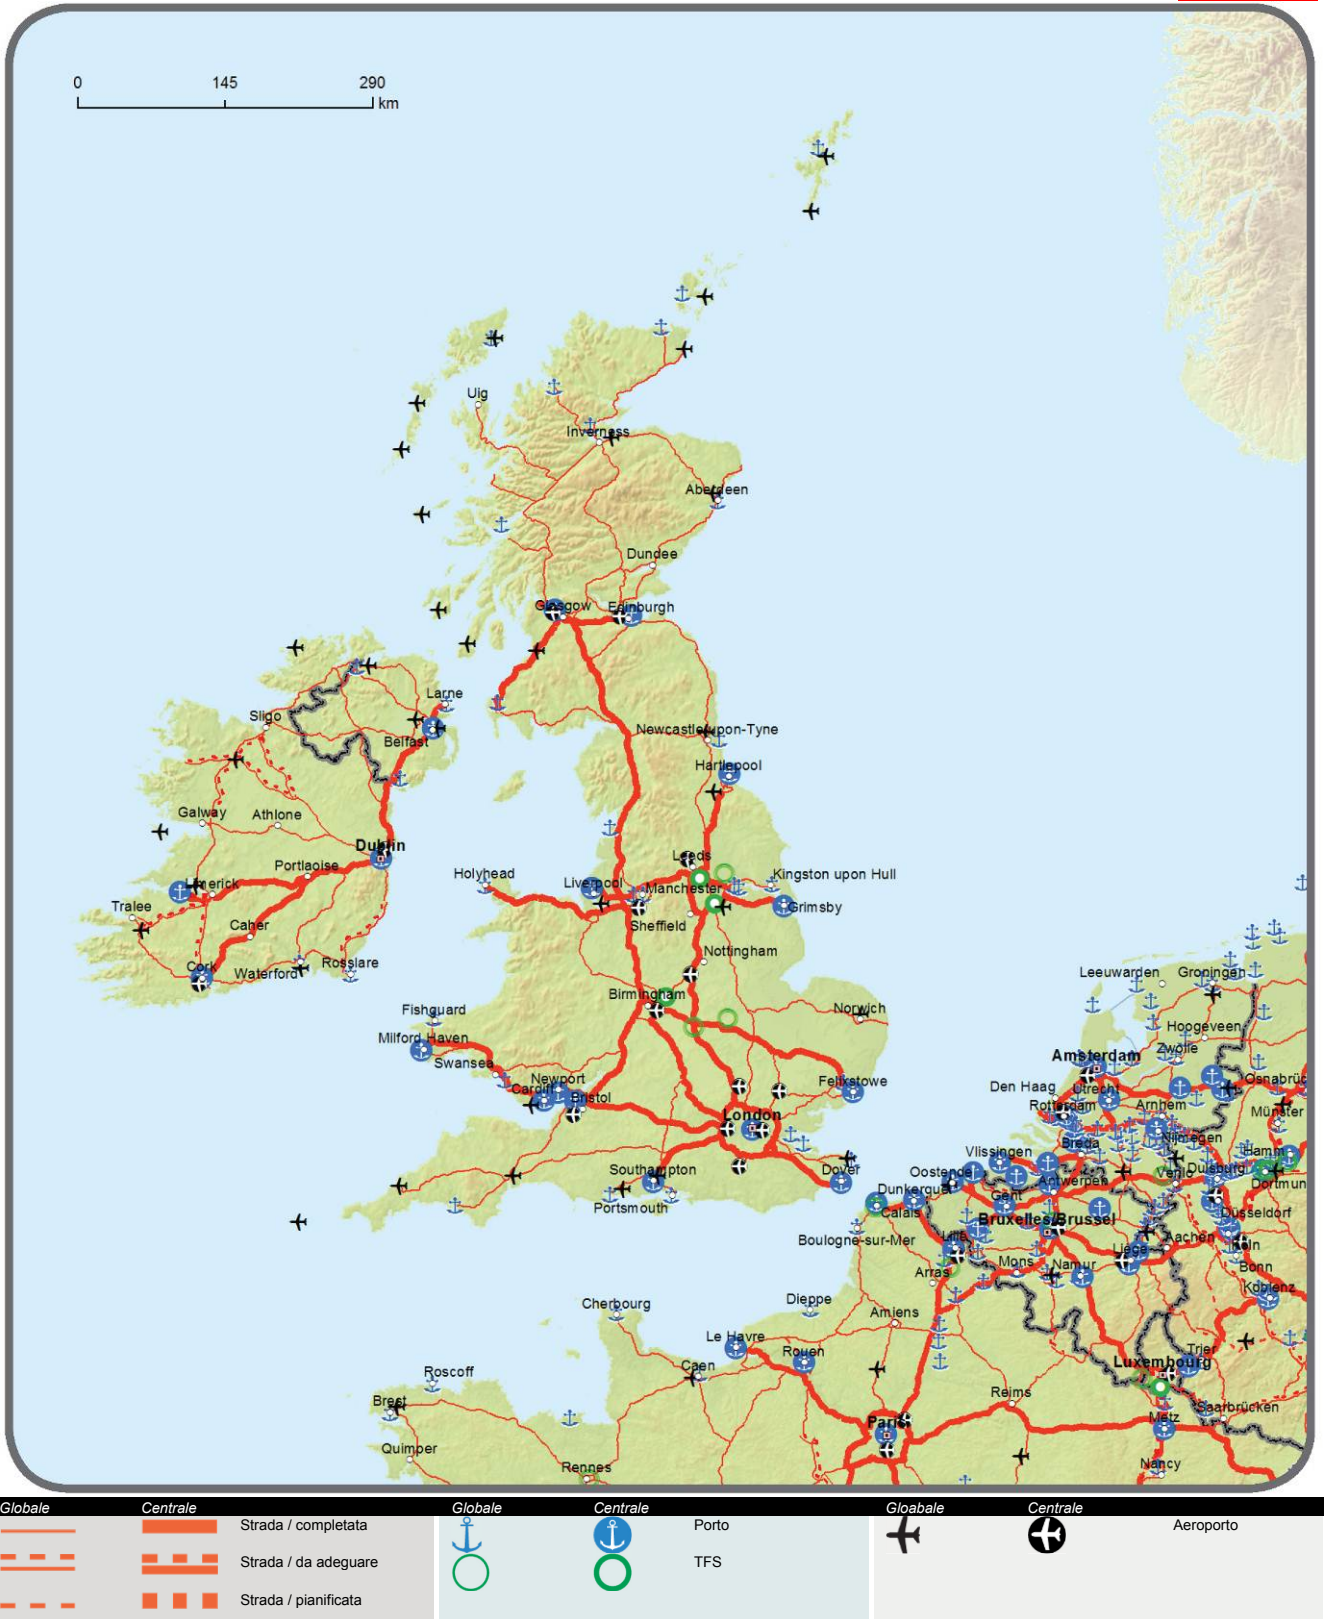 0 145 290
km
Uig
Inverness
Aberdeen
Dundee
Glasgow
Edinburgh
Larne
Sligo
Belfast
Newcastle upon-Tyne
Hartlepool
Galway
Athlone
Dublin
Portlaoise
Leeds
Holyhead
Liverpool
Manchester
Kingston upon Hull
Limerick
Tralee
Grimsby
Caher
Sheffield
Nottingham
Cork
Waterford
Rosslare
Leeuwarden
Groningen
Birmingham
Fishguard
Norwich
Hoogeveen
Milford Haven
Zwolle
Amsterdam
Swansea
Newport
Cardiff
Felixstowe
Den Haag
Utrecht
Osnabrüc
Bristol
Rotterdam
Arnhem
Münster
London
Nijmegen
Breda
Vlissingen
Hamm
Southampton
Dover
Oostende
Venlo
Duisburg
Antwerpen
Dortmun
Dunkerque
Gent
Portsmouth
Calais
Düsseldorf
Bruxelles/Brussel
Boulogne-sur-Mer
Lille
Aachen
Köln
Liège
Mons
Namur
Bonn
Arras
Koblenz
Cherbourg
Dieppe
Amiens
Le Havre
Rouen
Trier
Caen
Luxembourg
Roscoff
Reims
Brest
Saarbrücken
Paris
Metz
Quimper
Rennes
Nancy
Globale Centrale Globale Centrale Gloabale Centrale
Strada / completata Porto Aeroporto
Strada / da adeguare TFS
Strada / pianificata